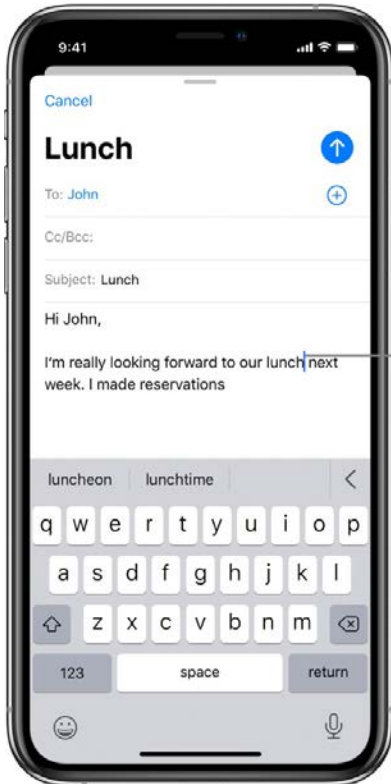 9:41
Cancel
Lunch
To: John
Cc/Bcc:
Subject: Lunch
Hi John,
I'm really looking forward to our lunch next
week. I made reservations
luncheon lunchtime
q w e r t y u i o p
a s d f g h j k l
z x c v b n m
123 space return